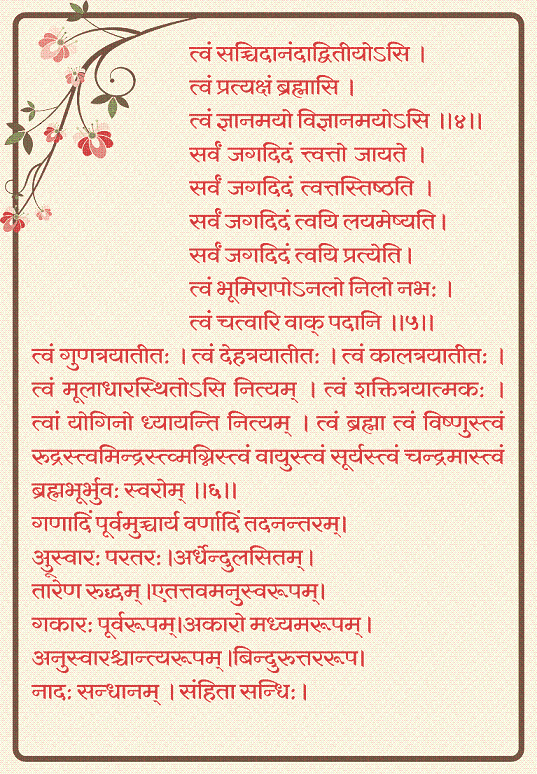 त्वं सच्चिदानंदाद्वितीयोऽसि ।
त्वं प्रत्यक्षं ब्रह्मासि ।
त्वं ज्ञानमयो विज्ञानमयोऽसि ।।४।।
सर्वं जगदिदं त्त्वत्तो जायते ।
सर्वं जगदिदं त्वत्तस्तिष्ठति ।
सर्वं जगदिदं त्वयि लयमेष्यति।
सर्वं जगदिदं त्वयि प्रत्येति।
त्वं भूमिरापोऽनलो निलो नभः ।
त्वं चत्वारि वाक् पदानि ।।५।।
त्वं गुणत्रयातीतः । त्वं देहत्रयातीतः । त्वं कालत्रयातीतः ।
त्वं मूलाधारस्थितोऽसि नित्यम् । त्वं शक्तित्रयात्मकः ।
त्वां योगिनो ध्यायन्ति नित्यम् । त्वं ब्रह्मा त्वं विष्णुस्त्वं
रुद्रस्त्वमिन्द्रस्त्व्मग्निस्त्वं वायुस्त्वं सूर्यस्त्वं चन्द्रमास्त्वं
ब्रह्मभूर्भुवः स्वरोम् ।।६।।
गणादिं पूर्वमुच्चार्य वर्णादिं तदनन्तरम्।
परतरः ।अर्धेन्दुलसितम् ।
तारेण रुद्धम् ।एतत्तवमनुस्वरूपम्।
गकारः पूर्वरूपम्।अकारो मध्यमरूपम् ।
अनुस्वारश्चान्त्यरूपम् ।बिन्दुरुत्तररूप।
नादः सन्धानम् । संहिता सन्धिः ।